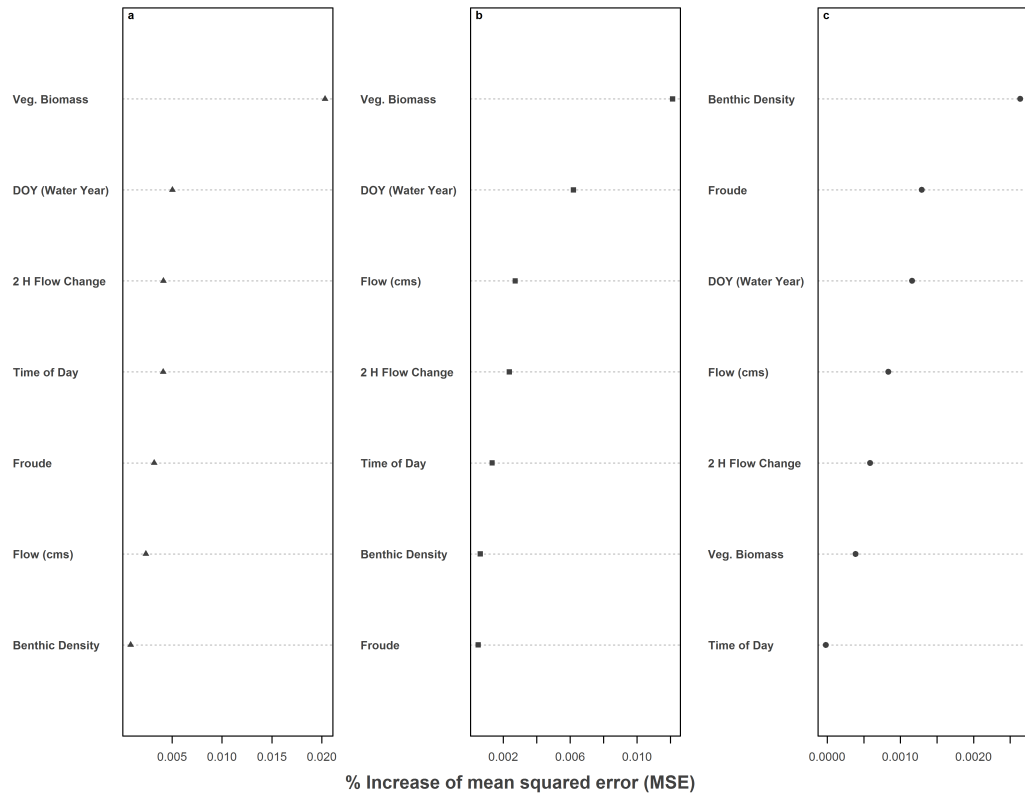 a
Veg. Biomass
DOY (Water Year)
2 H Flow Change
Time of Day
Froude
Flow (cms)
Benthic Density
0.005 0.010 0.015 0.020
b
Veg. Biomass
DOY (Water Year)
Flow (cms)
2 H Flow Change
Time of Day
Benthic Density
Froude
0.002 0.006 0.010
c
Benthic Density
Froude
DOY (Water Year)
Flow (cms)
2 H Flow Change
Veg. Biomass
Time of Day
0.0000 0.0010 0.0020
% Increase of mean squared error (MSE)